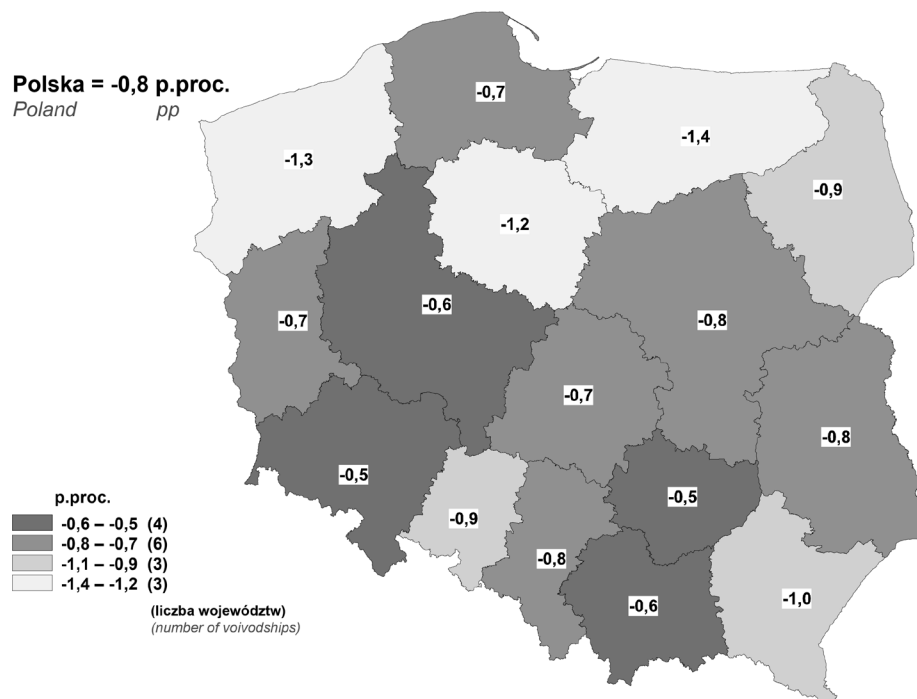 Polska = -0,8 p.proc.
Poland pp
-0,7
-1,4
-1,3
-0,9
-1,2
-0,6
-0,7
-0,8
-0,7
-0,8
-0,5
-0,5
-0,9
-0,8
-1,0
-0,6
p.proc.
-0,6 – -0,5 (4)
-0,8 – -0,7 (6)
-1,1 – -0,9 (3)
-1,4 – -1,2 (3)
(liczba województw)
(number of voivodships)